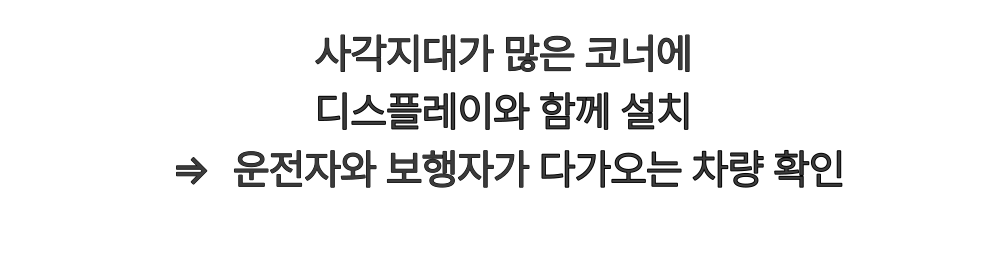 사각지대가 많은 코너에
디스플레이와 함께 설치
⇒ 운전자와 보행자가 다가오는 차량 확인